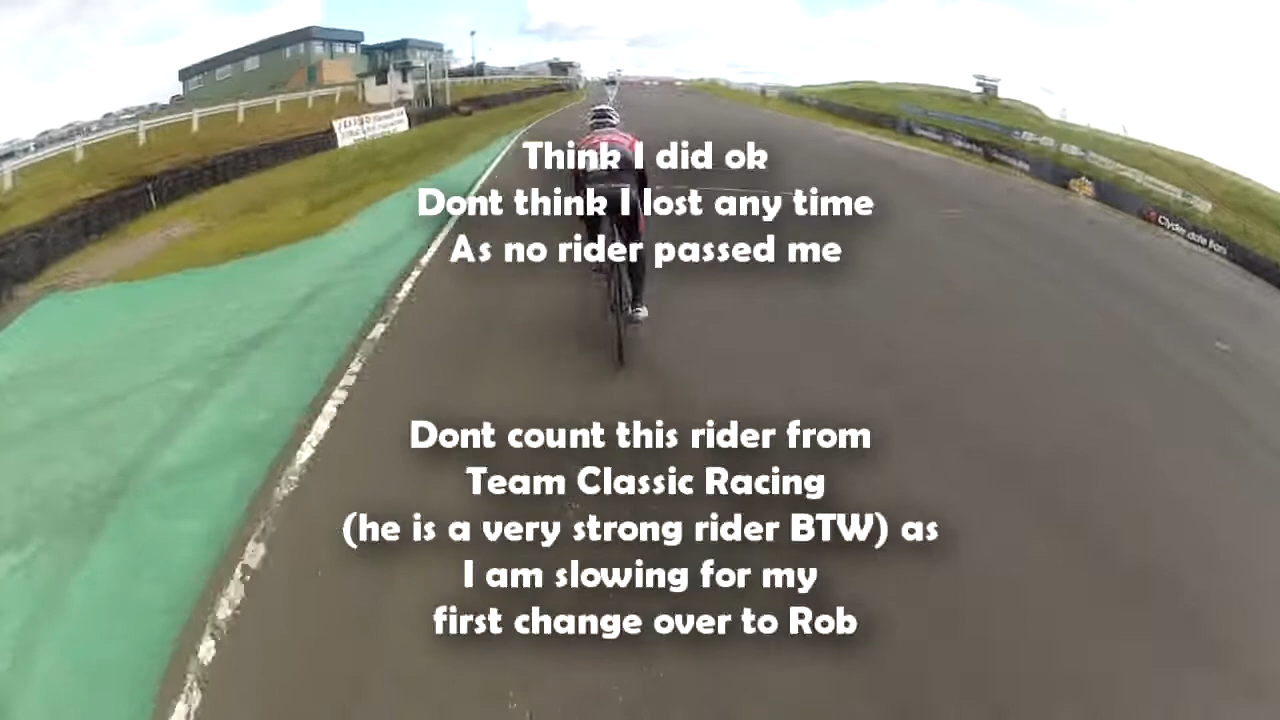 Think I did ok
Dont think I lost any time
As no rider passed me
Dont count this rider from
Team Classic Racing
(he is a very strong rider BTW) as
I am slowing for my
first change over to Rob